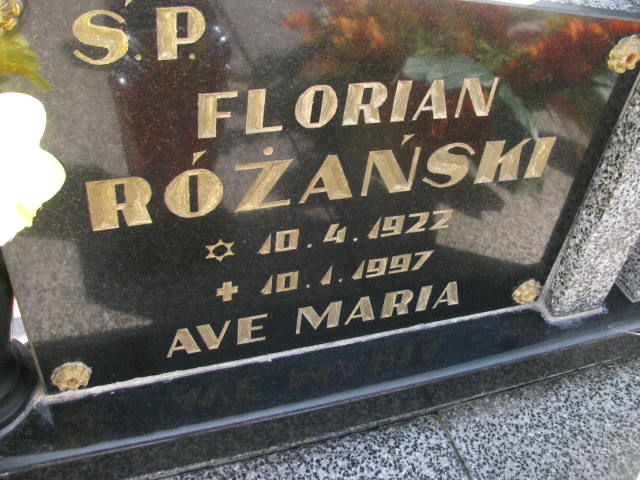 Ś.P.
FLORIAN
RÓŻAŃSKI
✡ 10.4.1922
✝ 10.1.1997
AVE MARIA